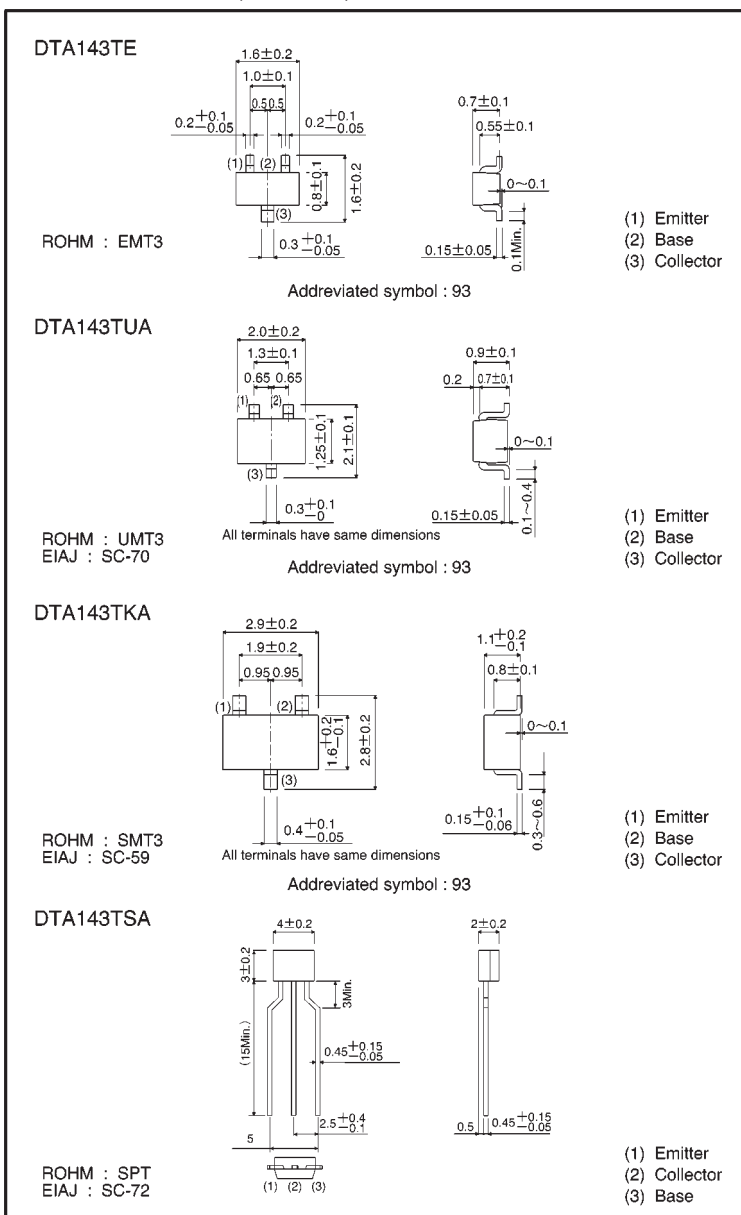 DTA143TE
1.6±0.2
1.0±0.1
0.5 0.5
0.2 +0.1 −0.05
0.2 +0.1 −0.05
(1) (2)
(3)
0.8±0.1
1.6±0.2
0.3 +0.1 −0.05
0.7±0.1
0.55±0.1
0~0.1
0.15±0.05
0.1Min.
ROHM : EMT3
(1) Emitter
(2) Base
(3) Collector
Addreviated symbol : 93
DTA143TUA
2.0±0.2
1.3±0.1
0.65 0.65
(1) (2)
(3)
1.25±0.1
2.1±0.1
0.3 +0.1 −0
0.9±0.1
0.2 0.7±0.1
0~0.1
0.15±0.05
0.1~0.4
All terminals have same dimensions
ROHM : UMT3
EIAJ : SC-70
(1) Emitter
(2) Base
(3) Collector
Addreviated symbol : 93
DTA143TKA
2.9±0.2
1.9±0.2
0.95 0.95
(1) (2)
(3)
1.6 +0.2 −0.1
2.8±0.2
0.4 +0.1 −0.05
1.1 +0.2 −0.1
0.8±0.1
0~0.1
0.15 +0.1 −0.06
0.3~0.6
All terminals have same dimensions
ROHM : SMT3
EIAJ : SC-59
(1) Emitter
(2) Base
(3) Collector
Addreviated symbol : 93
DTA143TSA
4±0.2
2±0.2
3±0.2
3Min.
(15Min.)
0.45 +0.15 −0.05
2.5 +0.4 −0.1
5
0.5 0.45 +0.15 −0.05
(1) (2) (3)
ROHM : SPT
EIAJ : SC-72
(1) Emitter
(2) Collector
(3) Base